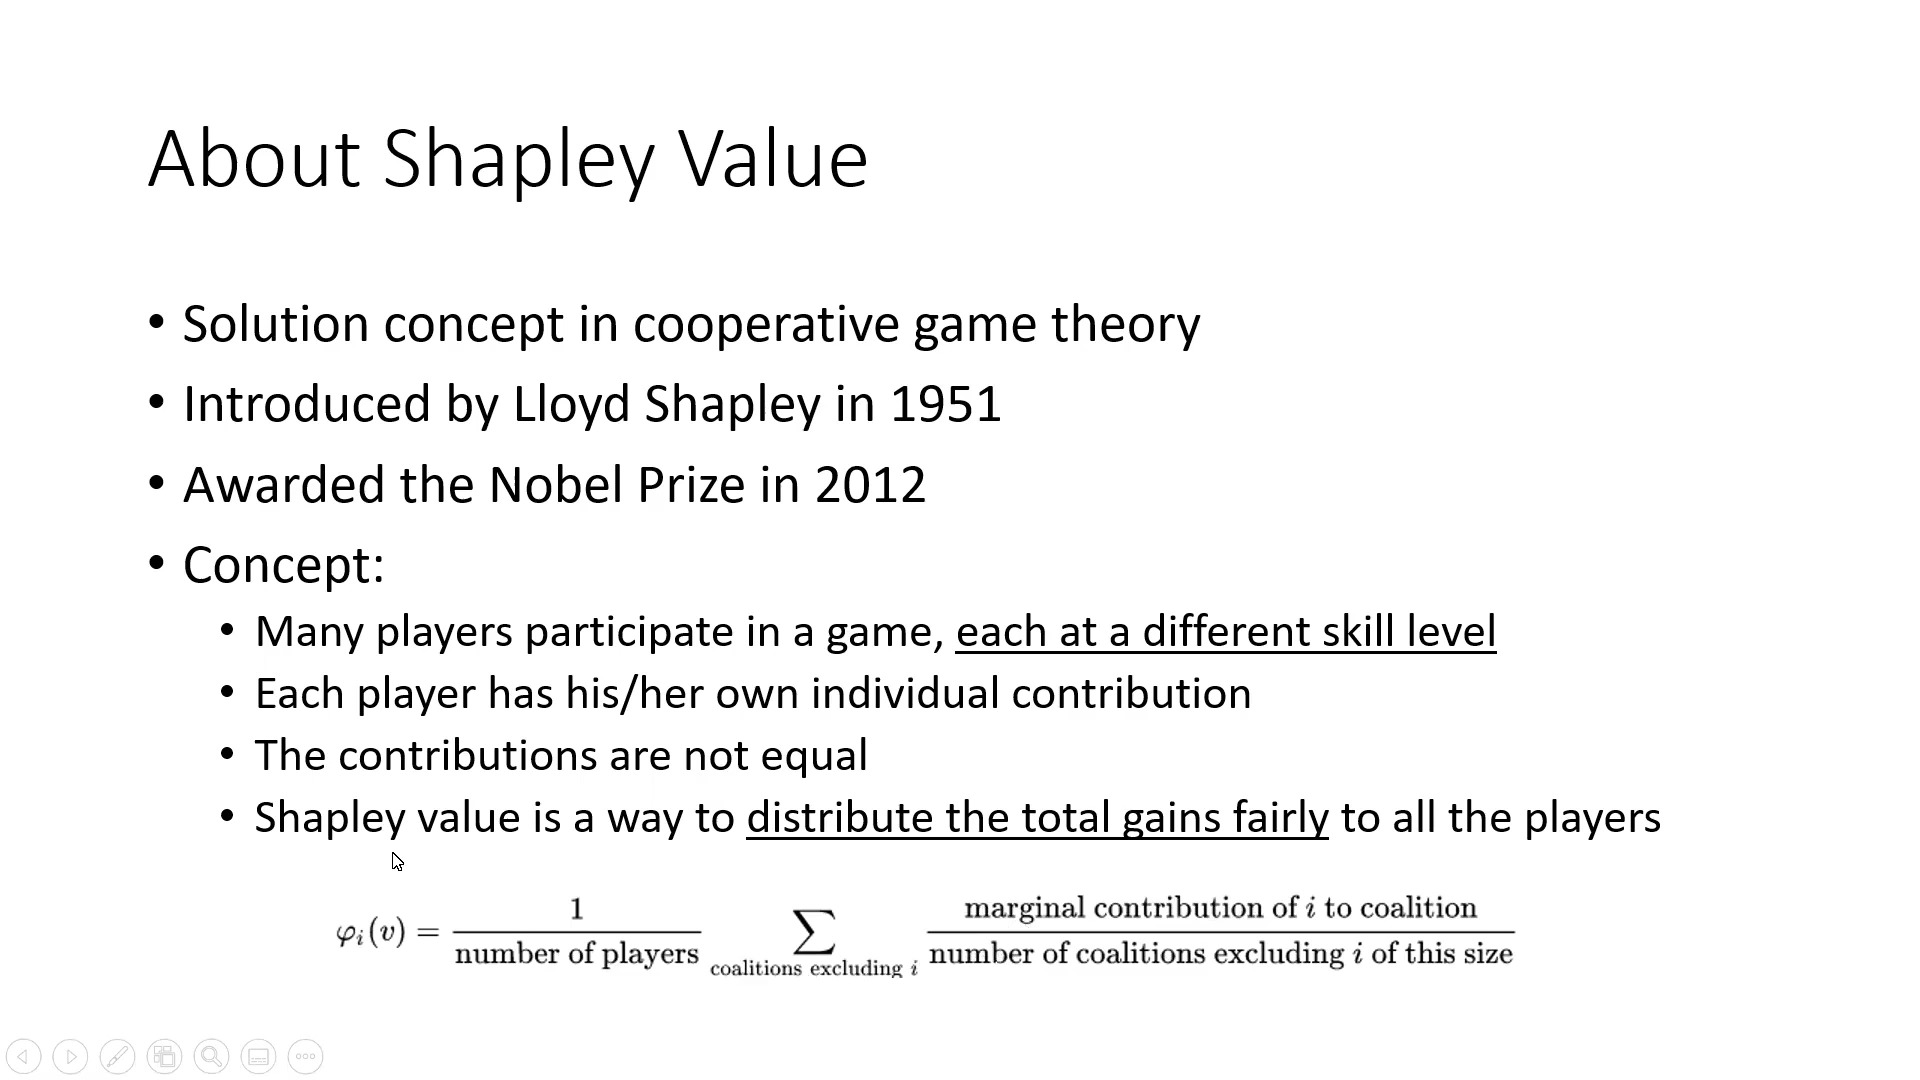 About Shapley Value
• Solution concept in cooperative game theory
• Introduced by Lloyd Shapley in 1951
• Awarded the Nobel Prize in 2012
• Concept:
• Many players participate in a game, each at a different skill level
• Each player has his/her own individual contribution
• The contributions are not equal
• Shapley value is a way to distribute the total gains fairly to all the players
φᵢ(v) = 1 / number of players ∑ coalitions excluding i marginal contribution of i to coalition / number of coalitions excluding i of this size